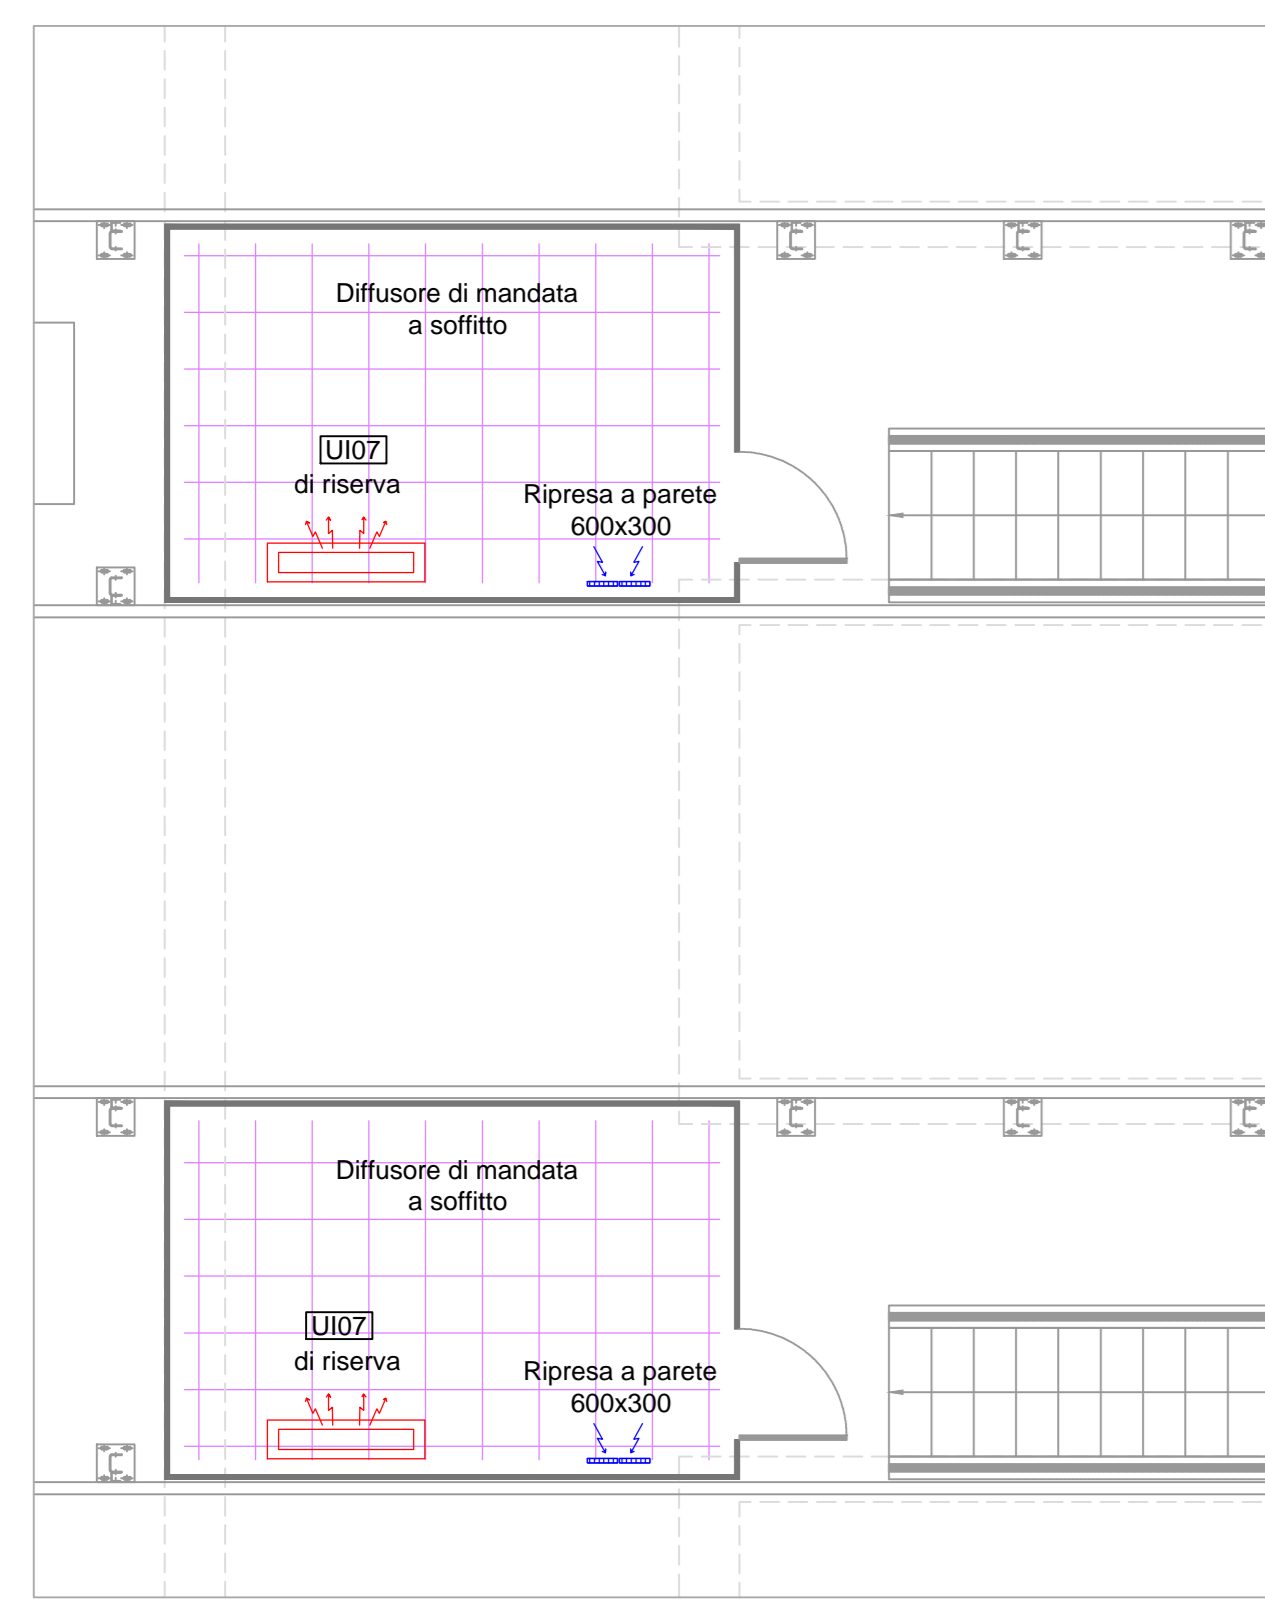 Diffusore di mandata
a soffitto
UI07
di riserva
Ripresa a parete
600x300
Diffusore di mandata
a soffitto
UI07
di riserva
Ripresa a parete
600x300